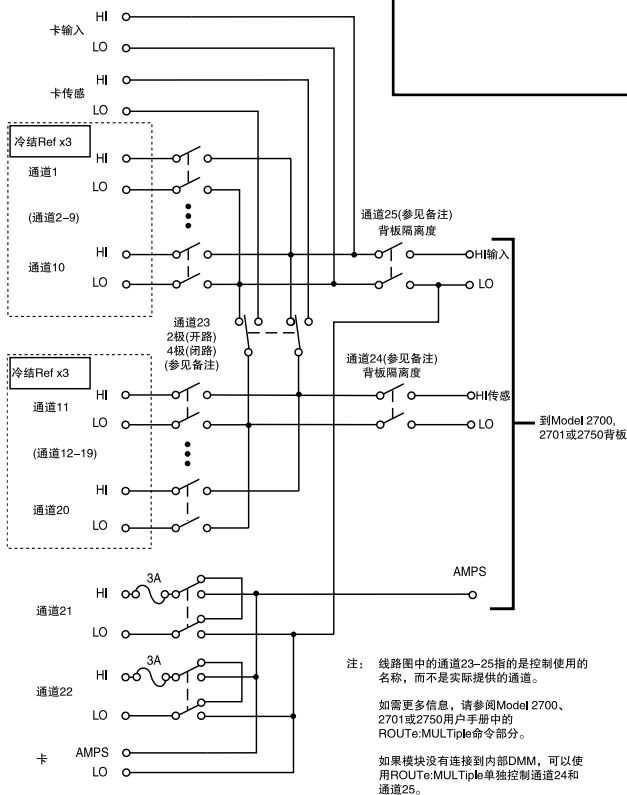 卡输入
HI
LO
卡传感
HI
LO
冷结Ref x3
通道1
HI
LO
(通道2–9)
通道10
HI
LO
通道25(参见备注)
背板隔离度
HI输入
LO
通道23
2极(开路)
4极(闭路)
(参见备注)
冷结Ref x3
通道11
HI
LO
(通道12–19)
通道20
HI
LO
通道24(参见备注)
背板隔离度
HI传感
LO
到Model 2700,
2701或2750背板
AMPS
通道21
HI
3A
LO
通道22
HI
3A
LO
卡
AMPS
LO
注： 线路图中的通道23–25指的是控制使用的
名称，而不是实际提供的通道。
如需更多信息，请参阅Model 2700、
2701或2750用户手册中的
ROUTe:MULTiple命令部分。
如果模块没有连接到内部DMM，可以使
用ROUTe:MULTiple单独控制通道24和
通道25。